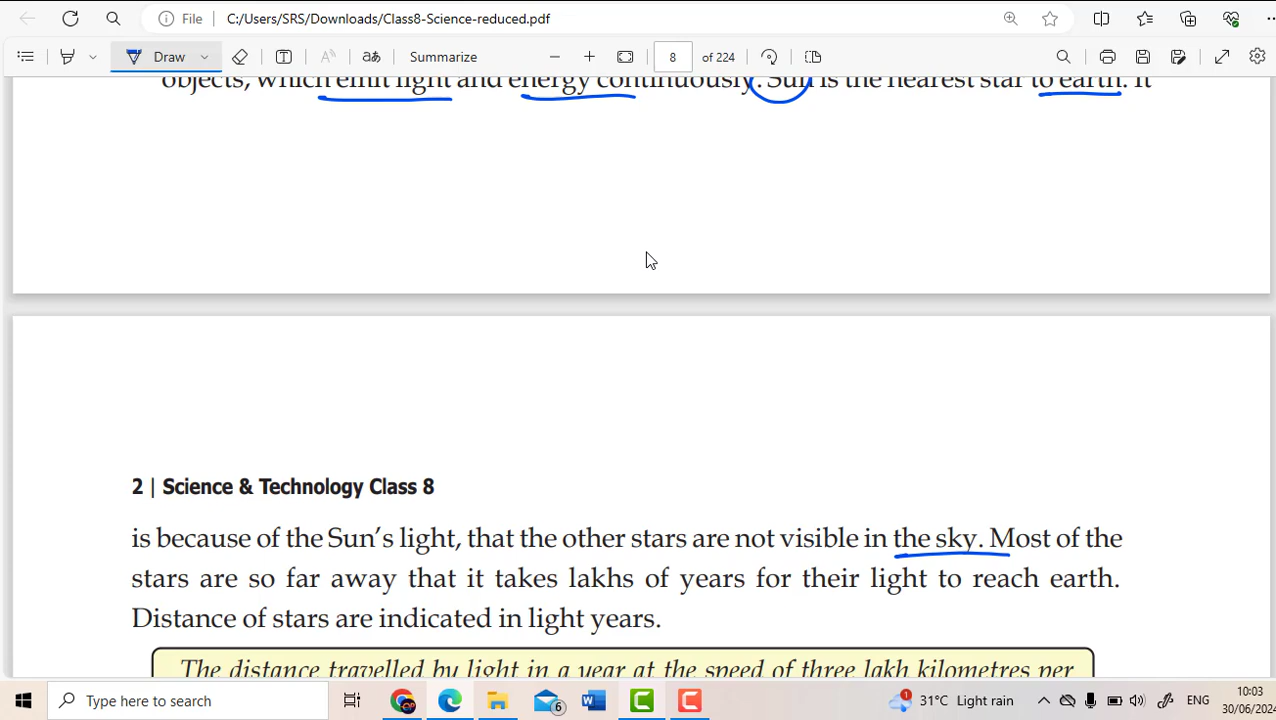 File C:/Users/SRS/Downloads/Class8-Science-reduced.pdf
Draw Summarize 8 of 224
objects, which emit light and energy continuously. Sun is the nearest star to earth. It
2 | Science & Technology Class 8
is because of the Sun's light, that the other stars are not visible in the sky. Most of the
stars are so far away that it takes lakhs of years for their light to reach earth.
Distance of stars are indicated in light years.
The distance travelled by light in a year at the speed of three lakh kilometres per
Type here to search 6 W 1 31°C Light rain ENG 10:03
30/06/2024